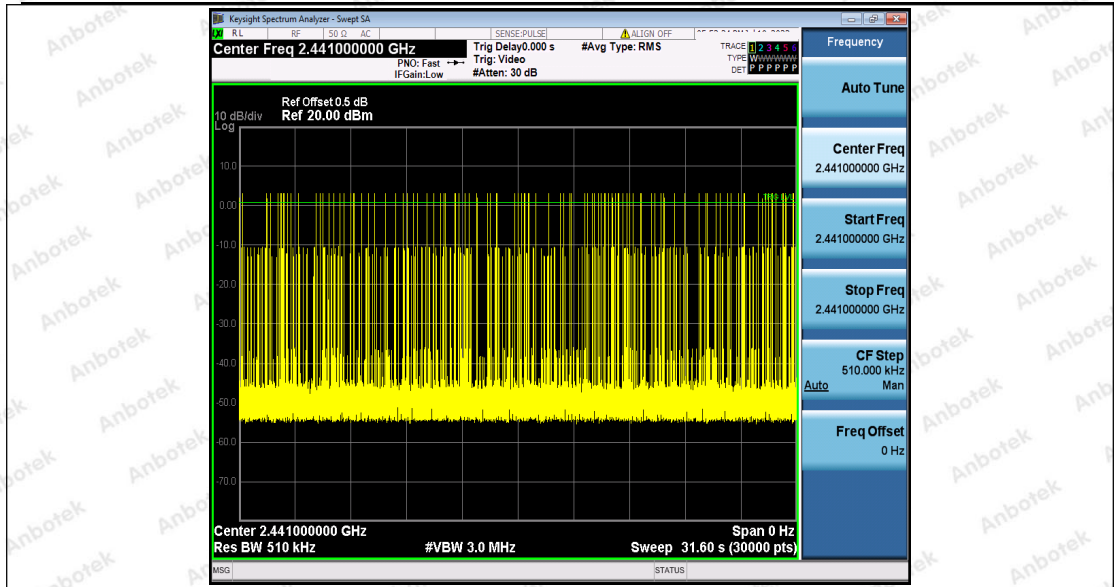 Keysight Spectrum Analyzer - Swept SA
RL RF 50 Ω AC SENSE:PULSE ALIGN OFF
Center Freq 2.441000000 GHz
PNO: Fast
IFGain:Low
Trig Delay0.000 s
Trig: Video
#Atten: 30 dB
#Avg Type: RMS
TRACE 1 2 3 4 5 6
TYPE WWWWWW
DET P P P P P P
Ref Offset 0.5 dB
10 dB/div Ref 20.00 dBm
Log
10.0
0.00
-10.0
-20.0
-30.0
-40.0
-50.0
-60.0
-70.0
Center 2.441000000 GHz Span 0 Hz
Res BW 510 kHz #VBW 3.0 MHz Sweep 31.60 s (30000 pts)
MSG STATUS
Frequency
Auto Tune
Center Freq
2.441000000 GHz
Start Freq
2.441000000 GHz
Stop Freq
2.441000000 GHz
CF Step
510.000 kHz
Auto Man
Freq Offset
0 Hz
Anbotek